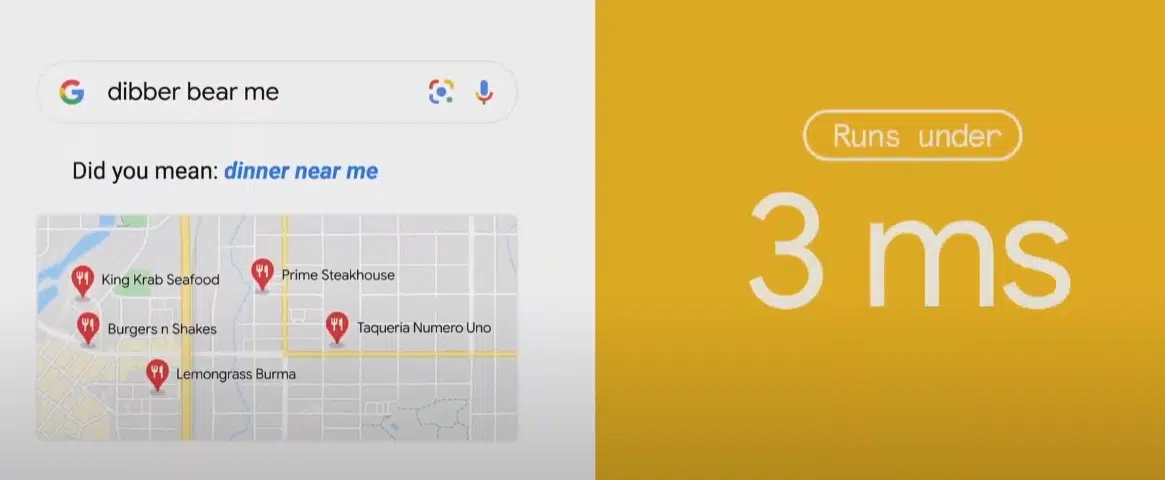 dibber bear me
Did you mean: dinner near me
King Krab Seafood
Prime Steakhouse
Burgers n Shakes
Taqueria Numero Uno
Lemongrass Burma
Runs under
3 ms